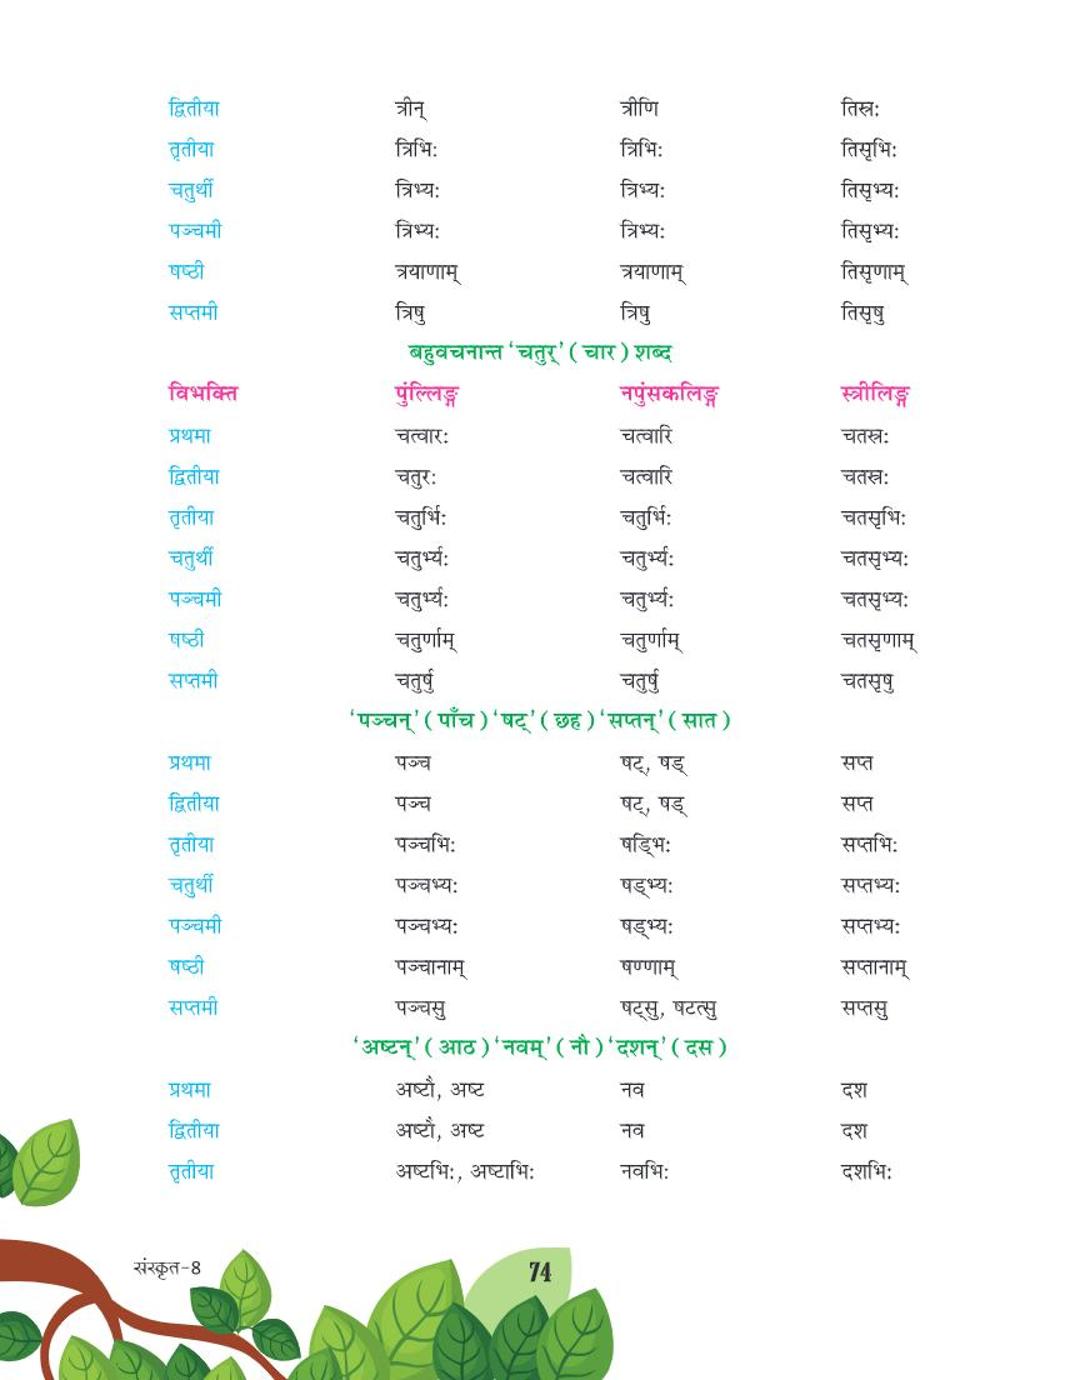 द्वितीया त्रीन् त्रीणि तिस्त्र:
तृतीया त्रिभि: त्रिभि: तिसृभि:
चतुर्थी त्रिभ्य: त्रिभ्य: तिसृभ्य:
पञ्चमी त्रिभ्य: त्रिभ्य: तिसृभ्य:
षष्ठी त्रयाणाम् त्रयाणाम् तिसृणाम्
सप्तमी त्रिषु त्रिषु तिसृषु
बहुवचनान्त ‘चतुर्’ ( चार ) शब्द
विभक्ति पुंल्लिङ्ग नपुंसकलिङ्ग स्त्रीलिङ्ग
प्रथमा चत्वार: चत्वारि चतस्त्र:
द्वितीया चतुर: चत्वारि चतस्त्र:
तृतीया चतुर्भि: चतुर्भि: चतसृभि:
चतुर्थी चतुर्भ्य: चतुर्भ्य: चतसृभ्य:
पञ्चमी चतुर्भ्य: चतुर्भ्य: चतसृभ्य:
षष्ठी चतुर्णाम् चतुर्णाम् चतसृणाम्
सप्तमी चतुर्षु चतुर्षु चतसृषु
‘पञ्चन्’ ( पाँच ) ‘षट्’ ( छह ) ‘सप्तन्’ ( सात )
प्रथमा पञ्च षट्, षड् सप्त
द्वितीया पञ्च षट्, षड् सप्त
तृतीया पञ्चभि: षड्भि: सप्तभि:
चतुर्थी पञ्चभ्य: षड्भ्य: सप्तभ्य:
पञ्चमी पञ्चभ्य: षड्भ्य: सप्तभ्य:
षष्ठी पञ्चानाम् षण्णाम् सप्तानाम्
सप्तमी पञ्चसु षट्सु, षटत्सु सप्तसु
‘अष्टन्’ ( आठ ) ‘नवम्’ ( नौ ) ‘दशन्’ ( दस )
प्रथमा अष्टौ, अष्ट नव दश
द्वितीया अष्टौ, अष्ट नव दश
तृतीया अष्टभि:, अष्टाभि: नवभि: दशभि:
संस्कृत-8 74